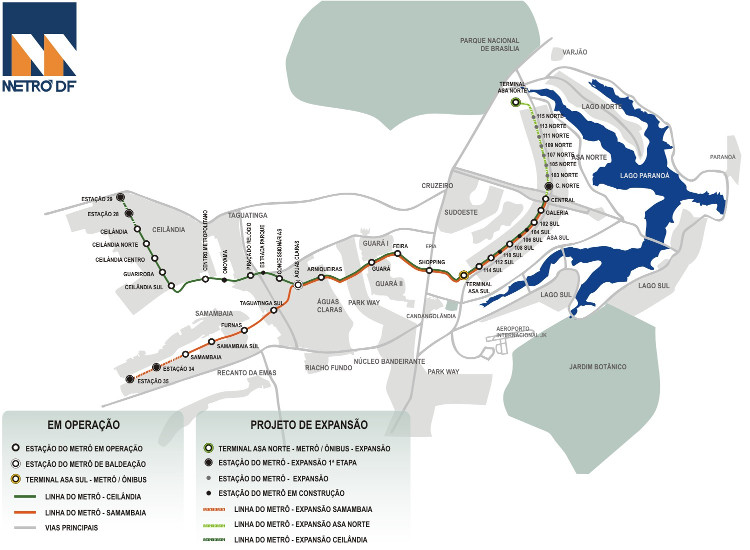 METRÔ DF
PARQUE NACIONAL
DE BRASÍLIA
VARJÃO
TERMINAL
ASA NORTE
LAGO NORTE
115 NORTE
113 NORTE
111 NORTE
109 NORTE
107 NORTE
105 NORTE
103 NORTE
ASA NORTE
LAGO PARANOÁ
PARANOÁ
C. NORTE
CENTRAL
GALERIA
102 SUL
104 SUL
106 SUL
ASA SUL
108 SUL
110 SUL
112 SUL
114 SUL
TERMINAL
ASA SUL
CRUZEIRO
SUDOESTE
EPIA
SHOPPING
FEIRA
GUARÁ I
GUARÁ
GUARÁ II
ARNIQUEIRAS
ÁGUAS CLARAS
CONCESSIONÁRIAS
ESTRADA PARQUE
PRAÇA DO RELÓGIO
ONOYAMA
CENTRO METROPOLITANO
TAGUATINGA
ESTAÇÃO 29
ESTAÇÃO 28
CEILÂNDIA
CEILÂNDIA
CEILÂNDIA NORTE
CEILÂNDIA CENTRO
GUARIROBA
CEILÂNDIA SUL
SAMAMBAIA
TAGUATINGA SUL
FURNAS
SAMAMBAIA SUL
SAMAMBAIA
ESTAÇÃO 34
ESTAÇÃO 35
ÁGUAS
CLARAS
PARK WAY
CANDANGOLÂNDIA
AEROPORTO
INTERNACIONAL JK
LAGO SUL
LAGO SUL
JARDIM BOTÂNICO
NÚCLEO BANDEIRANTE
RIACHO FUNDO
RECANTO DA EMAS
PARK WAY
EM OPERAÇÃO
ESTAÇÃO DO METRÔ EM OPERAÇÃO
ESTAÇÃO DO METRÔ DE BALDEAÇÃO
TERMINAL ASA SUL - METRÔ / ÔNIBUS
LINHA DO METRÔ - CEILÂNDIA
LINHA DO METRÔ - SAMAMBAIA
VIAS PRINCIPAIS
PROJETO DE EXPANSÃO
TERMINAL ASA NORTE - METRÔ / ÔNIBUS - EXPANSÃO
ESTAÇÃO DO METRÔ - EXPANSÃO 1ª ETAPA
ESTAÇÃO DO METRÔ - EXPANSÃO
ESTAÇÃO DO METRÔ EM CONSTRUÇÃO
LINHA DO METRÔ - EXPANSÃO SAMAMBAIA
LINHA DO METRÔ - EXPANSÃO ASA NORTE
LINHA DO METRÔ - EXPANSÃO CEILÂNDIA